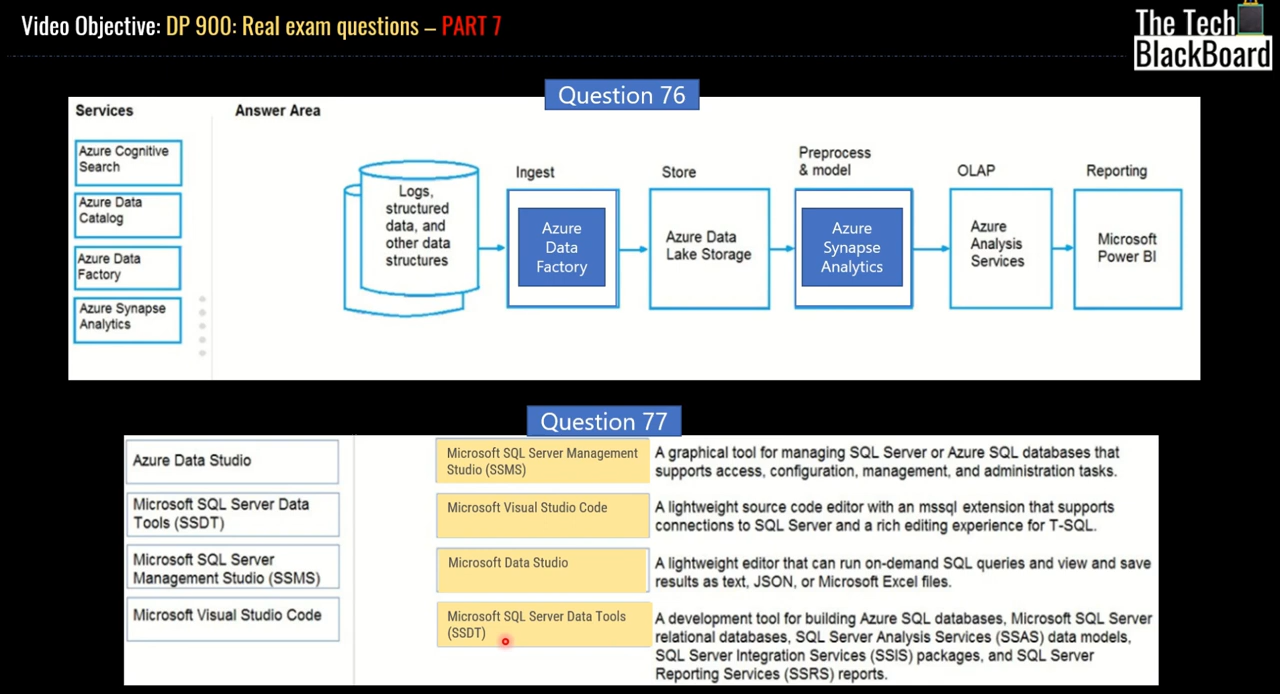 Video Objective: DP 900: Real exam questions – PART 7
The Tech
BlackBoard
Question 76
Services
Answer Area
Azure Cognitive
Search
Azure Data
Catalog
Azure Data
Factory
Azure Synapse
Analytics
Logs,
structured
data, and
other data
structures
Ingest
Azure
Data
Factory
Store
Azure Data
Lake Storage
Preprocess
& model
Azure
Synapse
Analytics
OLAP
Azure
Analysis
Services
Reporting
Microsoft
Power BI
Question 77
Azure Data Studio
Microsoft SQL Server Data
Tools (SSDT)
Microsoft SQL Server
Management Studio (SSMS)
Microsoft Visual Studio Code
Microsoft SQL Server Management
Studio (SSMS)
A graphical tool for managing SQL Server or Azure SQL databases that
supports access, configuration, management, and administration tasks.
Microsoft Visual Studio Code
A lightweight source code editor with an mssql extension that supports
connections to SQL Server and a rich editing experience for T-SQL.
Microsoft Data Studio
A lightweight editor that can run on-demand SQL queries and view and save
results as text, JSON, or Microsoft Excel files.
Microsoft SQL Server Data Tools
(SSDT)
A development tool for building Azure SQL databases, Microsoft SQL Server
relational databases, SQL Server Analysis Services (SSAS) data models,
SQL Server Integration Services (SSIS) packages, and SQL Server
Reporting Services (SSRS) reports.